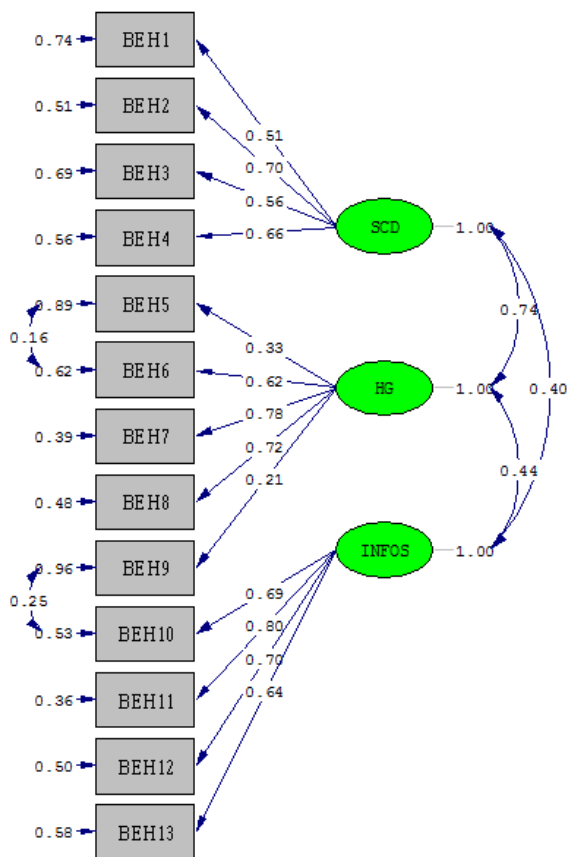 0.74 BEH1
0.51
0.51 BEH2
0.70
0.69 BEH3
0.56
0.56 BEH4
0.66
SCD 1.00
0.89 BEH5
0.74
0.16
0.33
0.62 BEH6
0.62
HG 1.00 0.40
0.78
0.39 BEH7
0.72
0.44
0.48 BEH8
0.21
INFOS 1.00
0.96 BEH9
0.69
0.25
0.80
0.53 BEH10
0.70
0.64
0.36 BEH11
0.50 BEH12
0.58 BEH13